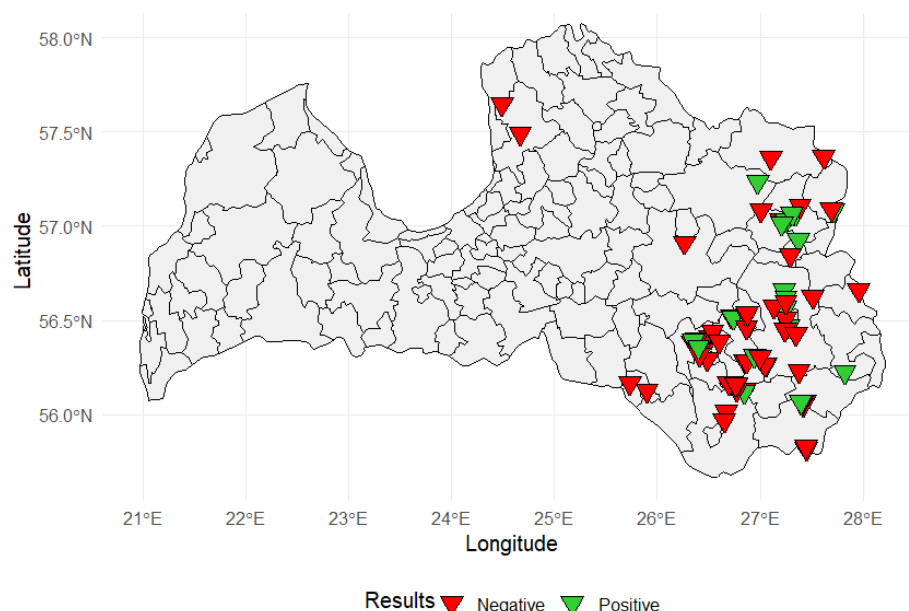 58.0°N
57.5°N
57.0°N
56.5°N
56.0°N
Latitude
21°E 22°E 23°E 24°E 25°E 26°E 27°E 28°E
Longitude
Results Negative Positive